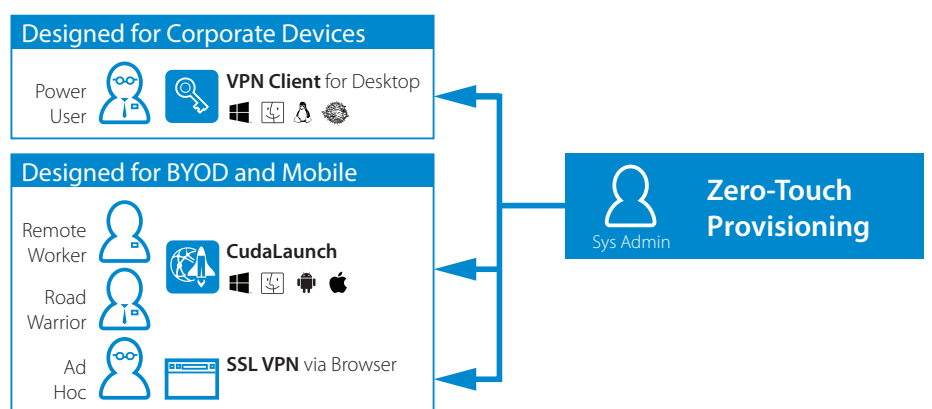 Designed for Corporate Devices
Power
User
VPN Client for Desktop
Designed for BYOD and Mobile
Remote
Worker
CudaLaunch
Road
Warrior
Ad
Hoc
SSL VPN via Browser
Sys Admin
Zero-Touch
Provisioning